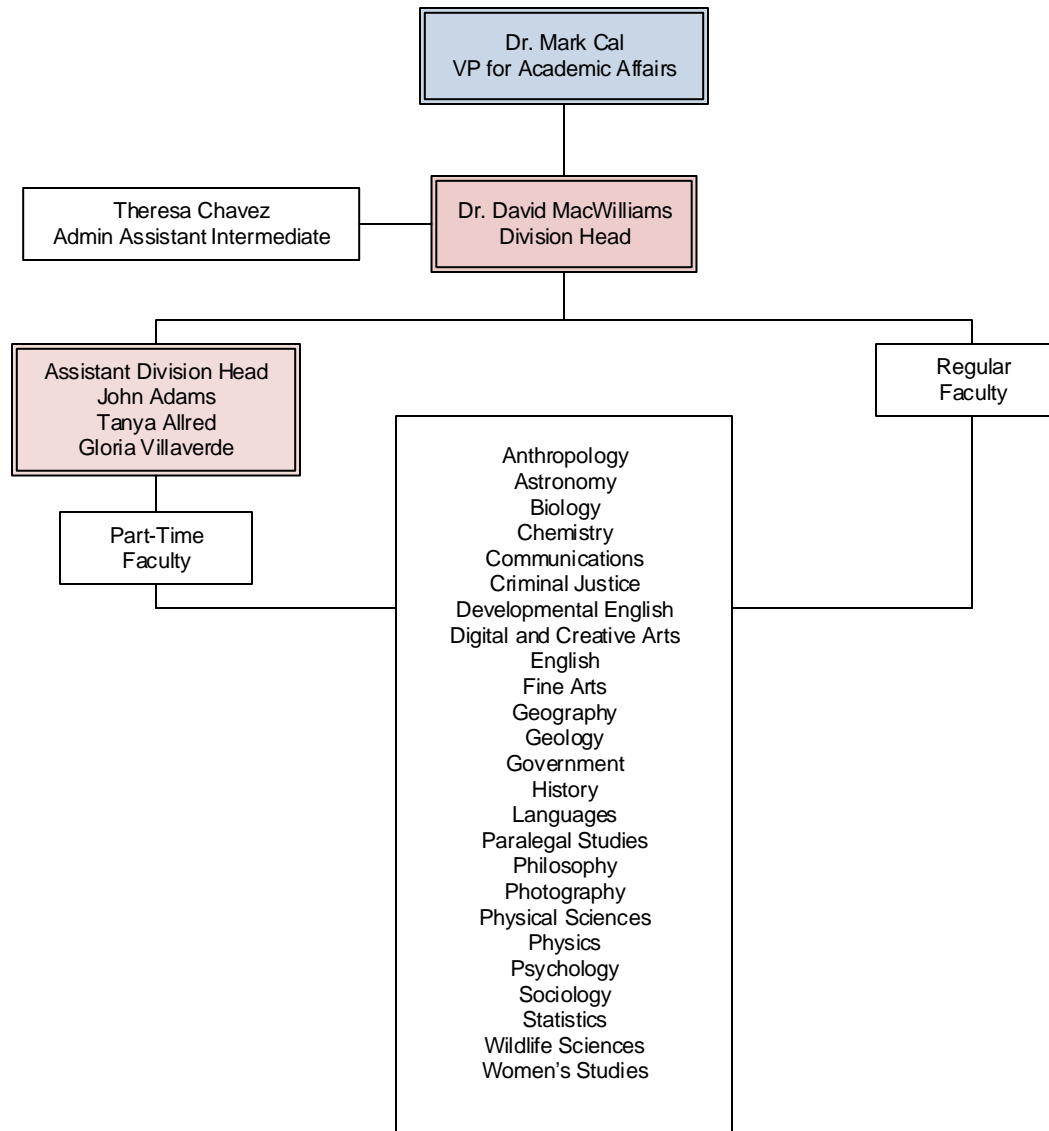 Dr. Mark Cal
VP for Academic Affairs
Theresa Chavez
Admin Assistant Intermediate
Dr. David MacWilliams
Division Head
Assistant Division Head
John Adams
Tanya Allred
Gloria Villaverde
Regular
Faculty
Part-Time
Faculty
Anthropology
Astronomy
Biology
Chemistry
Communications
Criminal Justice
Developmental English
Digital and Creative Arts
English
Fine Arts
Geography
Geology
Government
History
Languages
Paralegal Studies
Philosophy
Photography
Physical Sciences
Physics
Psychology
Sociology
Statistics
Wildlife Sciences
Women’s Studies